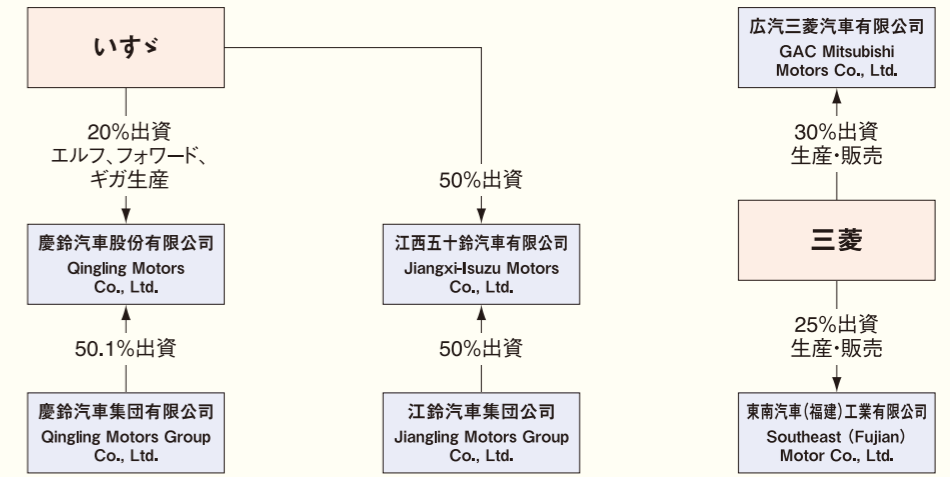 いすゞ
20%出資
エルフ、フォワード、
ギガ生産
慶鈴汽車股份有限公司
Qingling Motors
Co., Ltd.
50.1%出資
慶鈴汽車集団有限公司
Qingling Motors Group
Co., Ltd.
50%出資
江西五十鈴汽車有限公司
Jiangxi-Isuzu Motors
Co., Ltd.
50%出資
江鈴汽車集団公司
Jiangling Motors Group
Co., Ltd.
広汽三菱汽車有限公司
GAC Mitsubishi
Motors Co., Ltd.
30%出資
生産・販売
三菱
25%出資
生産・販売
東南汽車(福建)工業有限公司
Southeast (Fujian)
Motor Co., Ltd.